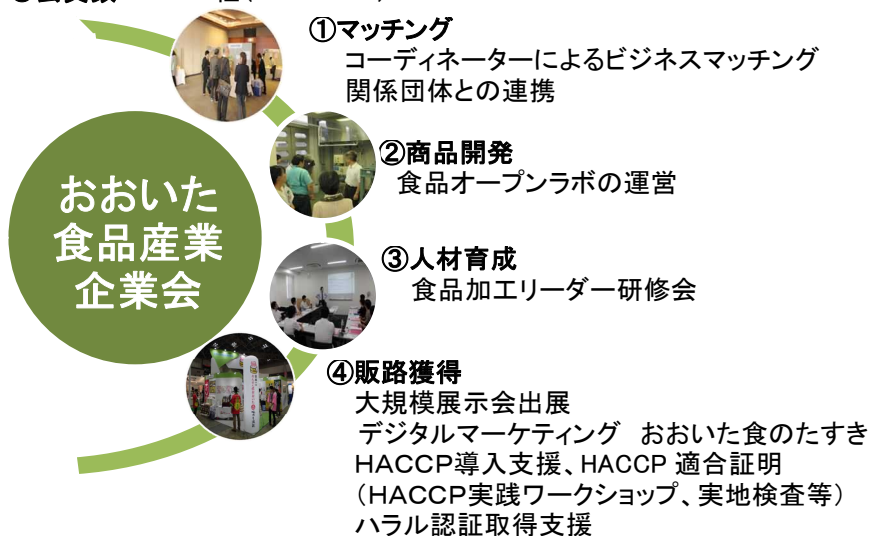 ①マッチング
コーディネーターによるビジネスマッチング
関係団体との連携
②商品開発
食品オープンラボの運営
おおいた
食品産業
企業会
③人材育成
食品加工リーダー研修会
④販路獲得
大規模展示会出展
デジタルマーケティング　おおいた食のたすき
HACCP導入支援、HACCP 適合証明
（HACCP実践ワークショップ、実地検査等）
ハラル認証取得支援